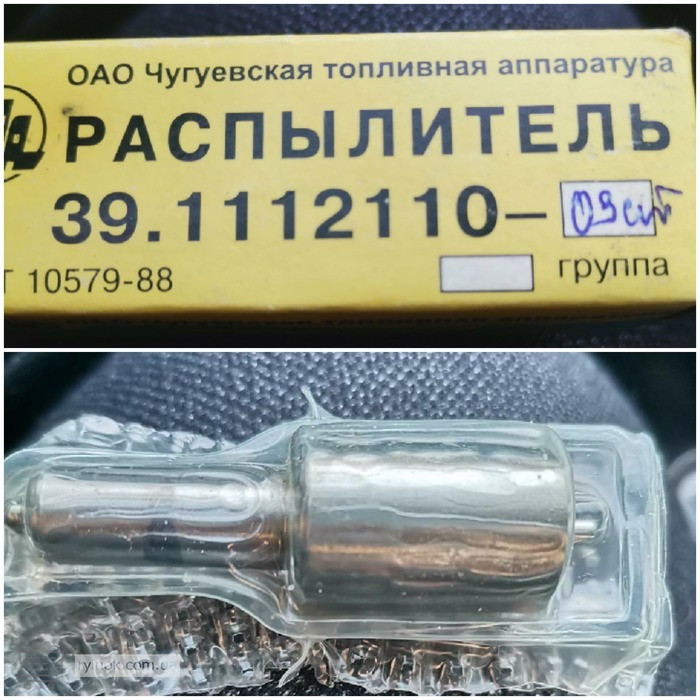 ОАО Чугуевская топливная аппаратура
РАСПЫЛИТЕЛЬ
39.1112110-
10579-88
группа